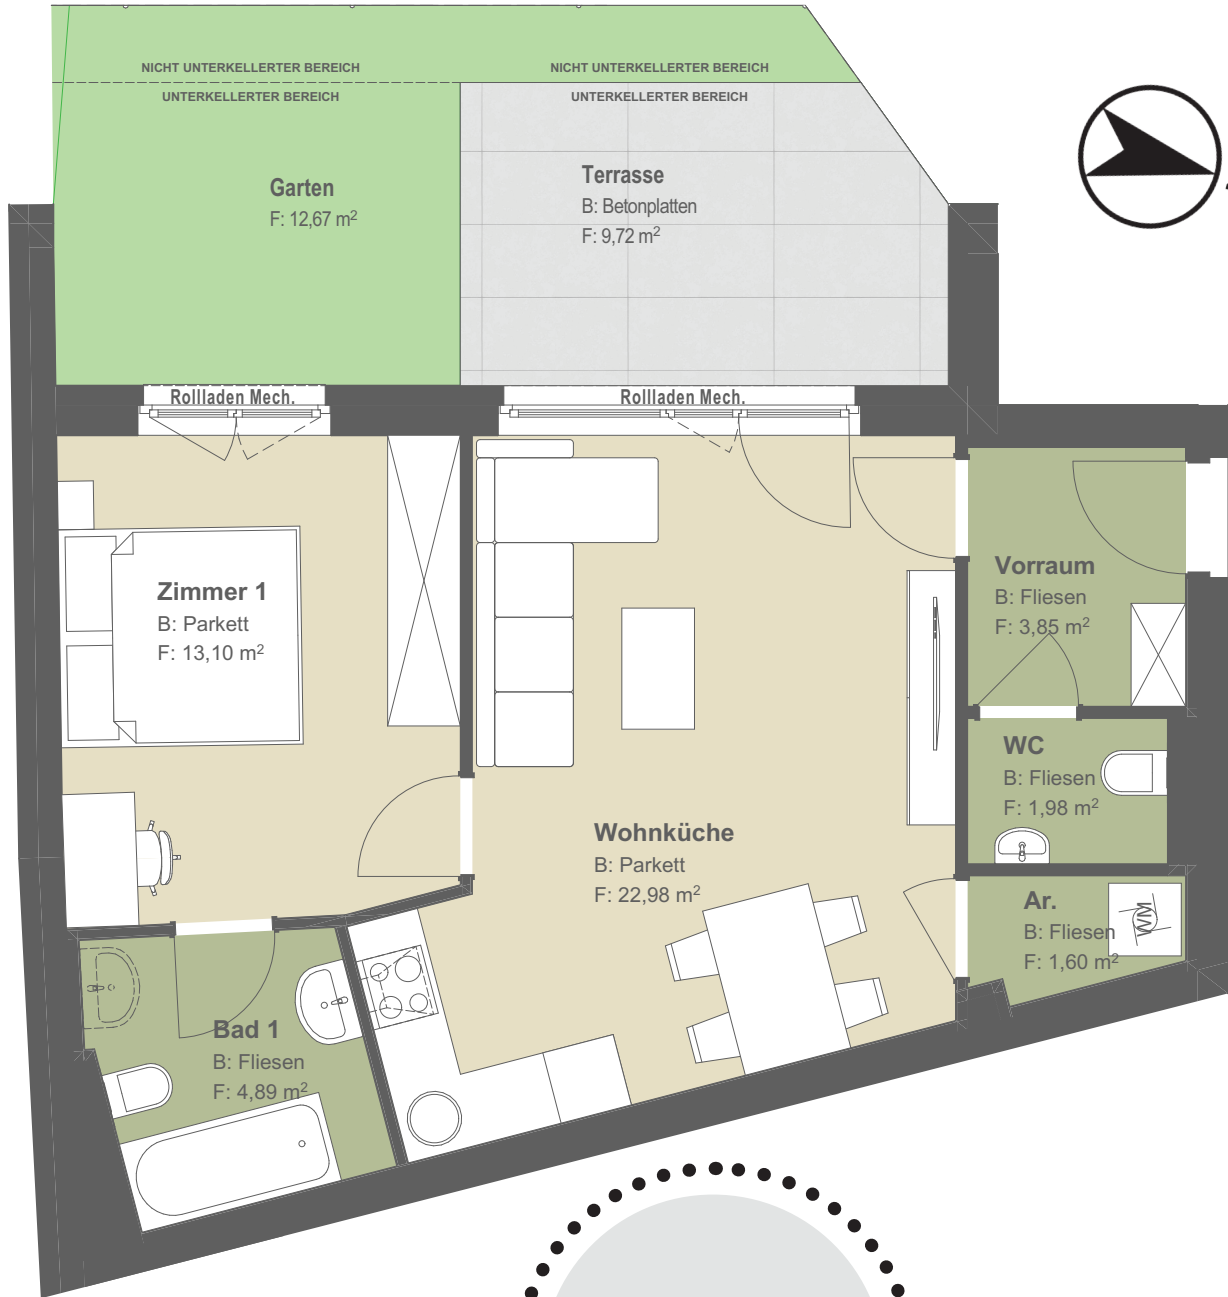 NICHT UNTERKELLERTER BEREICH
NICHT UNTERKELLERTER BEREICH
UNTERKELLERTER BEREICH
UNTERKELLERTER BEREICH
Garten
F: 12,67 m²
Terrasse
B: Betonplatten
F: 9,72 m²
Rollladen Mech.
Rollladen Mech.
Zimmer 1
B: Parkett
F: 13,10 m²
Vorraum
B: Fliesen
F: 3,85 m²
WC
B: Fliesen
F: 1,98 m²
Wohnküche
B: Parkett
F: 22,98 m²
Ar.
B: Fliesen
F: 1,60 m²
WM
Bad 1
B: Fliesen
F: 4,89 m²